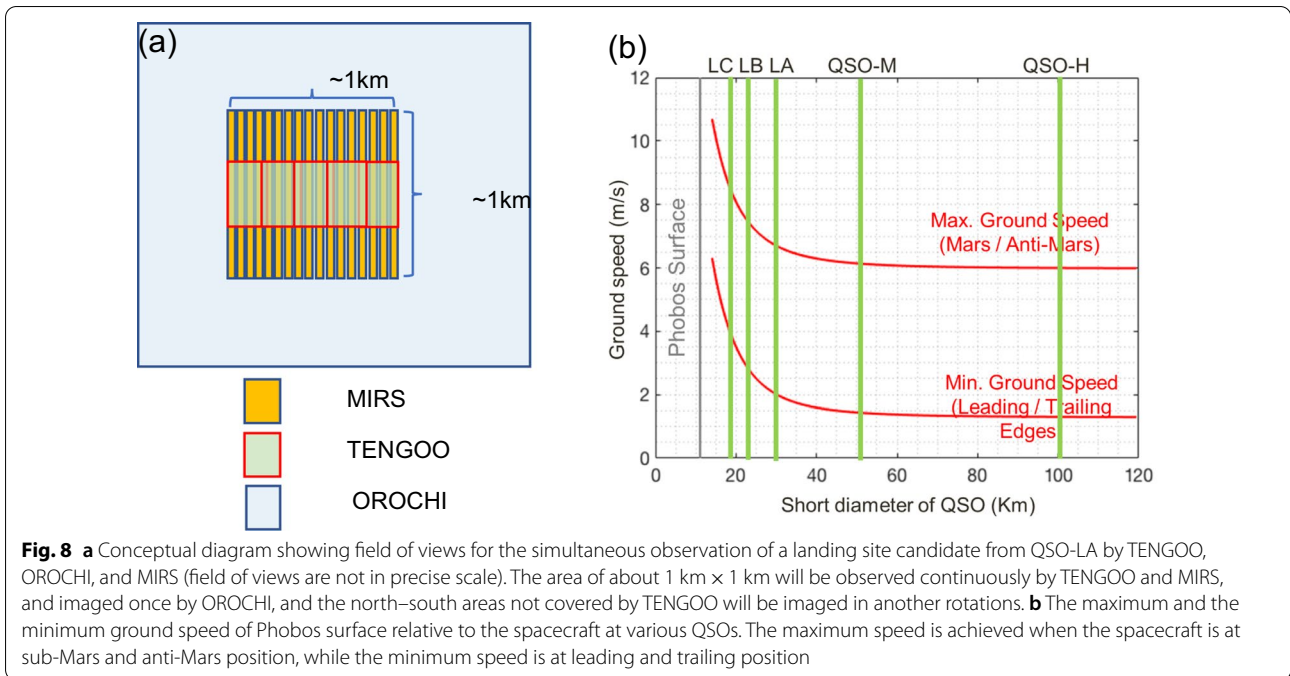 (a)
~1km
~1km
MIRS
TENGOO
OROCHI
(b)
LC LB LA QSO-M QSO-H
12
10
8
6
4
2
0
Ground speed (m/s)
Phobos Surface
Max. Ground Speed
(Mars / Anti-Mars)
Min. Ground Speed
(Leading / Trailing
Edges
0 20 40 60 80 100 120
Short diameter of QSO (Km)
Fig. 8 a Conceptual diagram showing field of views for the simultaneous observation of a landing site candidate from QSO-LA by TENGOO,
OROCHI, and MIRS (field of views are not in precise scale). The area of about 1 km × 1 km will be observed continuously by TENGOO and MIRS,
and imaged once by OROCHI, and the north–south areas not covered by TENGOO will be imaged in another rotations. b The maximum and the
minimum ground speed of Phobos surface relative to the spacecraft at various QSOs. The maximum speed is achieved when the spacecraft is at
sub-Mars and anti-Mars position, while the minimum speed is at leading and trailing position